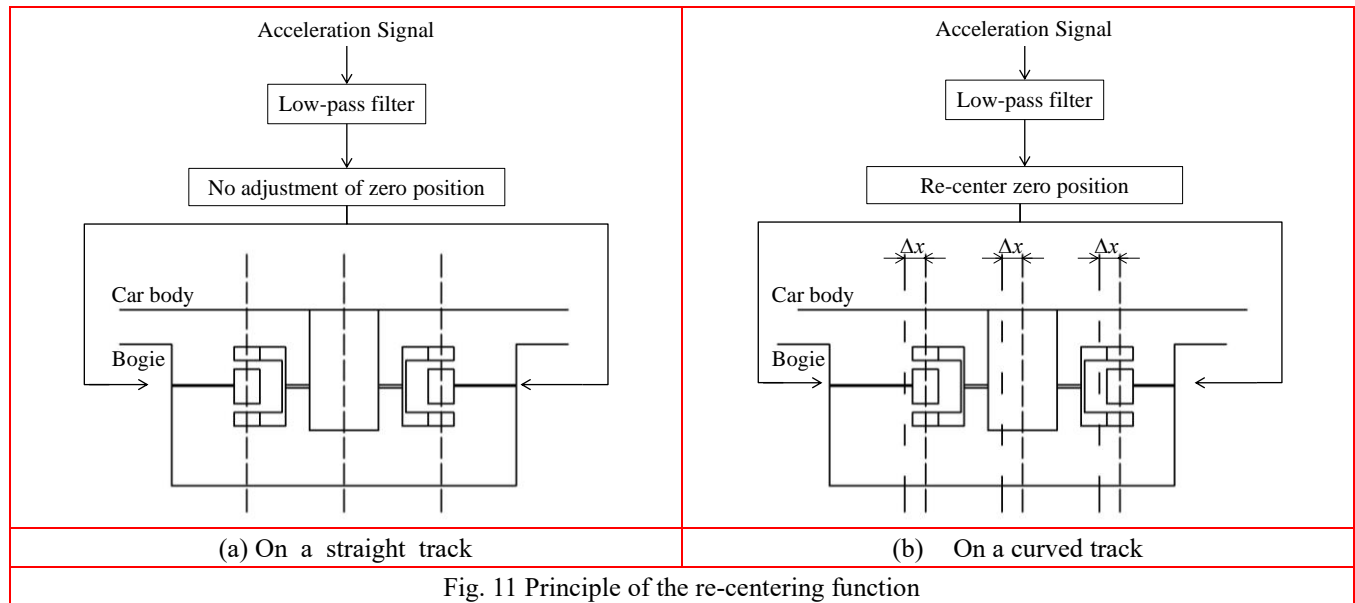 Acceleration Signal
Low-pass filter
No adjustment of zero position
Car body
Bogie
(a) On a straight track
Acceleration Signal
Low-pass filter
Re-center zero position
Δx Δx Δx
Car body
Bogie
(b) On a curved track
Fig. 11 Principle of the re-centering function